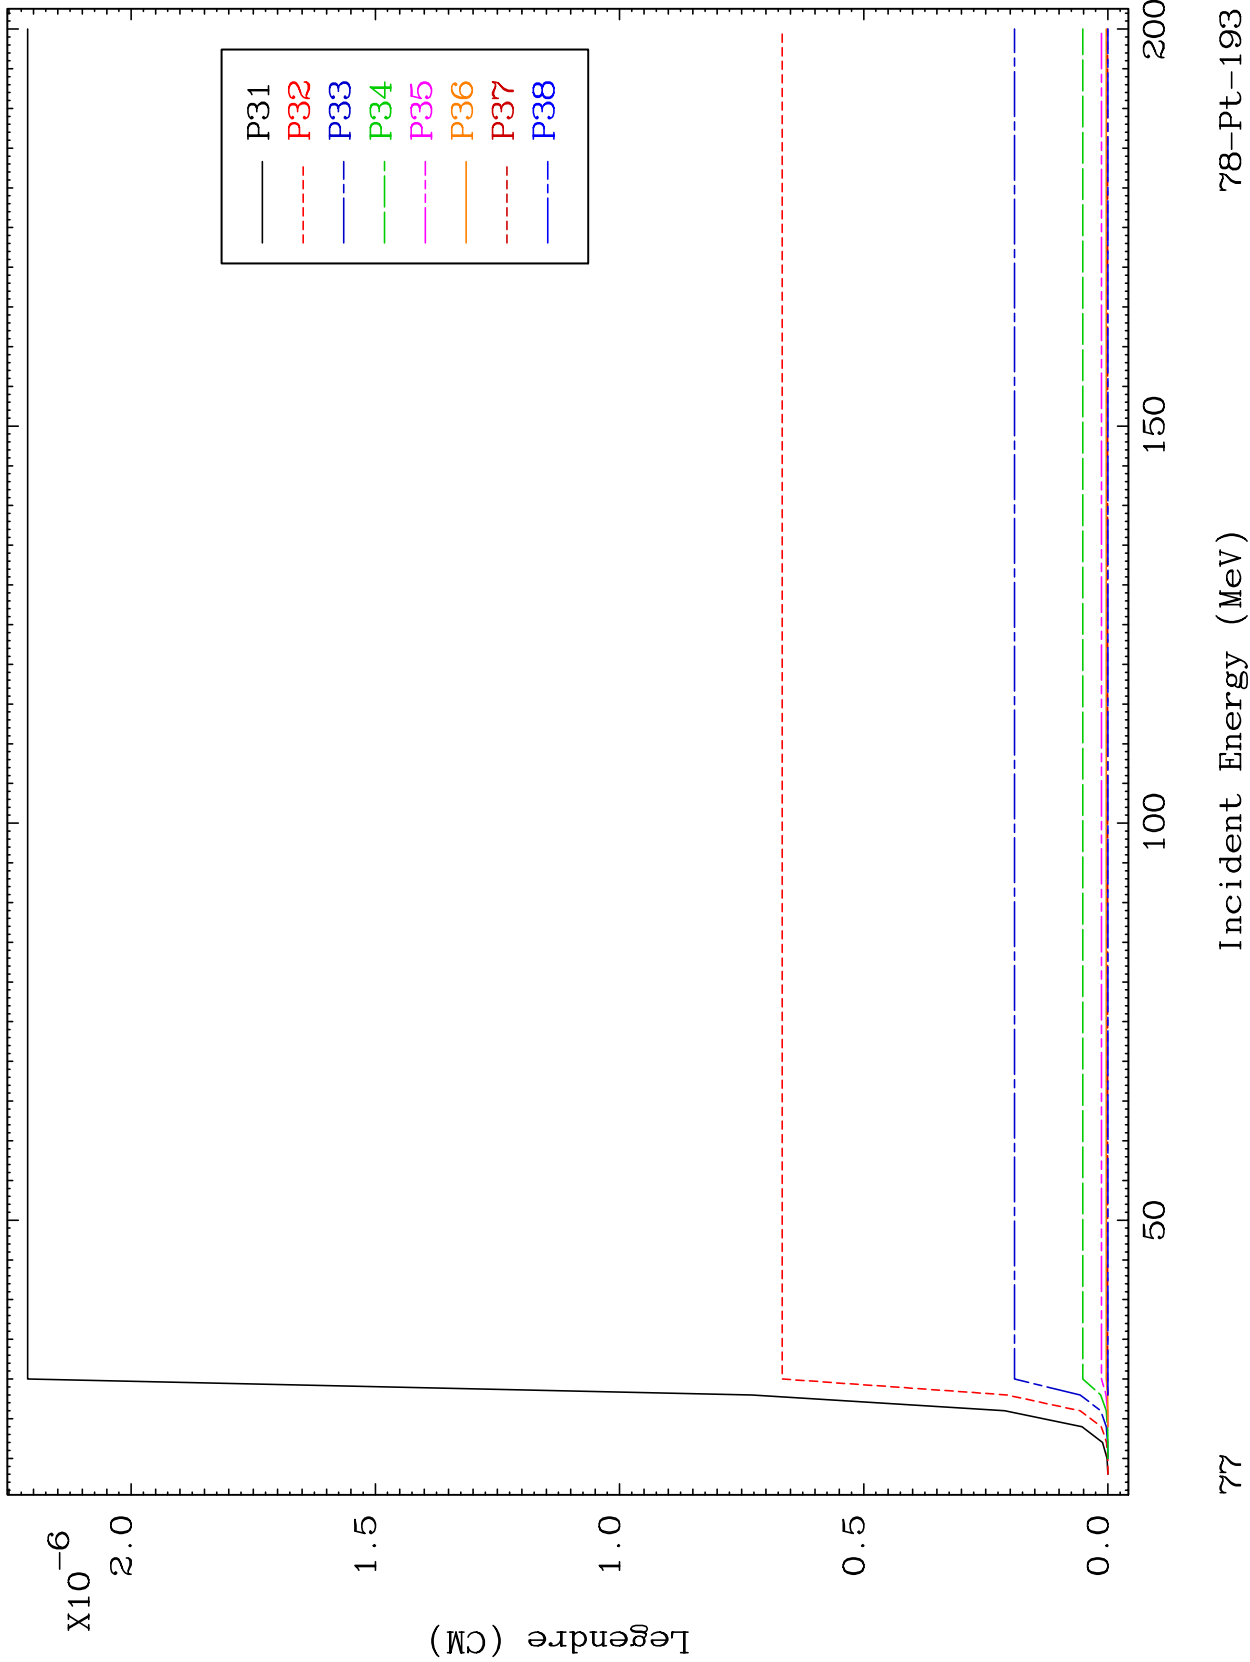 X10-6
2.0
1.5
1.0
0.5
0.0
Legendre (CM)
P31
P32
P33
P34
P35
P36
P37
P38
50
100
150
200
Incident Energy (MeV)
77
78-Pt-193